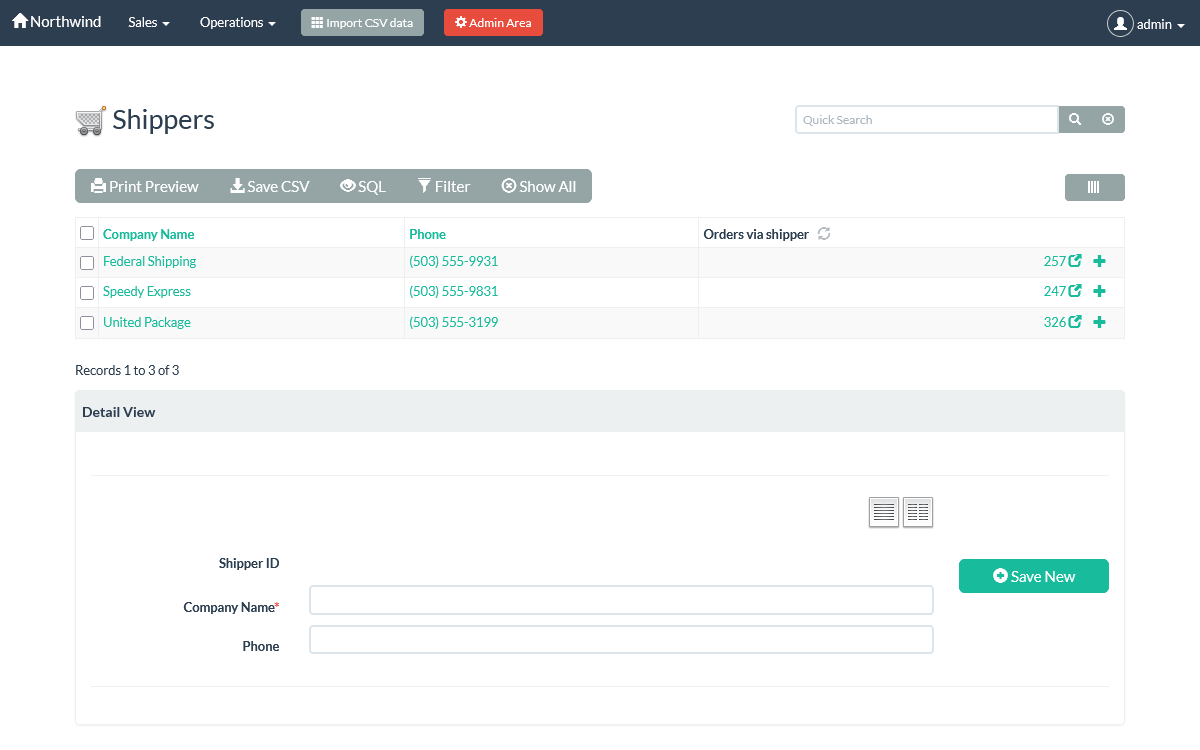 Northwind Sales Operations Import CSV data Admin Area admin
Shippers
Quick Search
Print Preview Save CSV SQL Filter Show All
Company Name Phone Orders via shipper
Federal Shipping (503) 555-9931 257
Speedy Express (503) 555-9831 247
United Package (503) 555-3199 326
Records 1 to 3 of 3
Detail View
Shipper ID
Save New
Company Name*
Phone